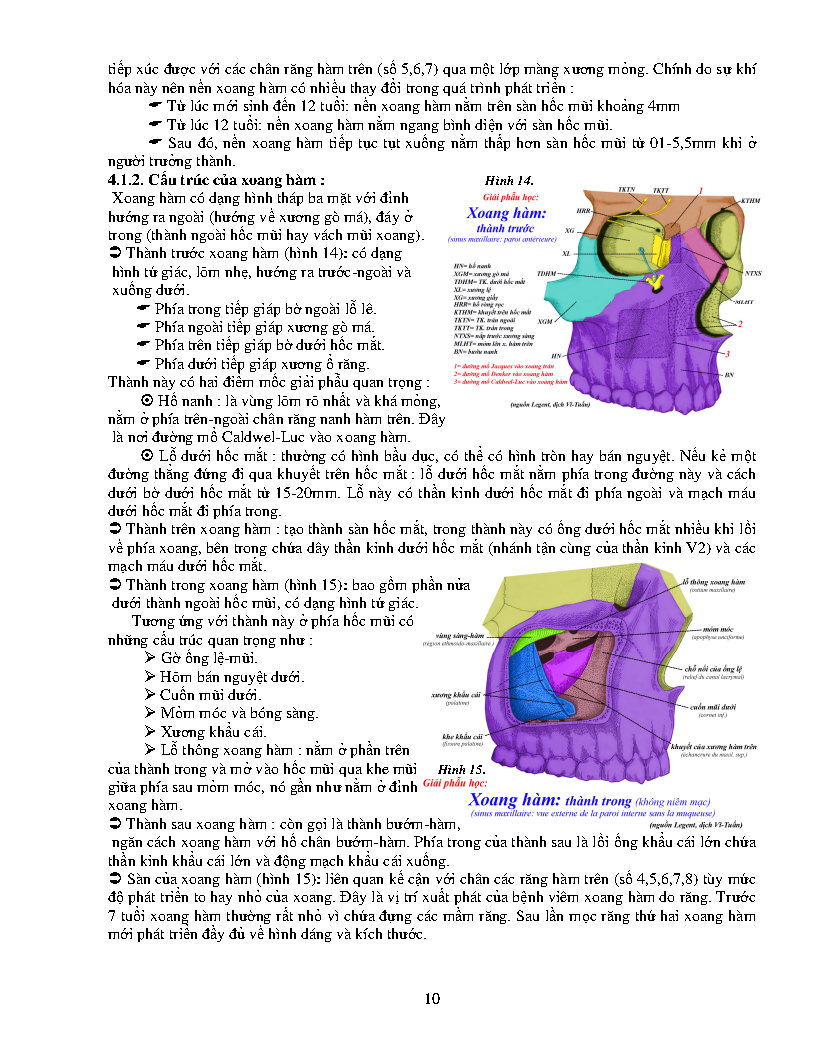 tiếp xúc được với các chân răng hàm trên (số 5,6,7) qua một lớp màng xương mỏng. Chính do sự khí
hóa này nên nền xoang hàm có nhiều thay đổi trong quá trình phát triển :
Từ lúc mới sinh đến 12 tuổi: nền xoang hàm nằm trên sàn hốc mũi khoảng 4mm
Từ lúc 12 tuổi: nền xoang hàm nằm ngang bình diện với sàn hốc mũi.
Sau đó, nền xoang hàm tiếp tục tụt xuống nằm thấp hơn sàn hốc mũi từ 01-5,5mm khi ở
người trưởng thành.
4.1.2. Cấu trúc của xoang hàm :
Xoang hàm có dạng hình tháp ba mặt với đỉnh
hướng ra ngoài (hướng về xương gò má), đáy ở
trong (thành ngoài hốc mũi hay vách mũi xoang).
Thành trước xoang hàm (hình 14): có dạng
hình tứ giác, lõm nhẹ, hướng ra trước-ngoài và
xuống dưới.
Phía trong tiếp giáp bờ ngoài lỗ lê.
Phía ngoài tiếp giáp xương gò má.
Phía trên tiếp giáp bờ dưới hốc mắt.
Phía dưới tiếp giáp xương ổ răng.
Thành này có hai điểm mốc giải phẫu quan trọng :
Hố nanh : là vùng lõm rõ nhất và khá mỏng,
nằm ở phía trên-ngoài chân răng nanh hàm trên. Đây
là nơi đường mổ Caldwel-Luc vào xoang hàm.
Hình 14.
Giải phẫu học:
Xoang hàm:
thành trước
(sinus maxillaire: paroi antérieure)
HN= hố nanh
XGM= xương gò má
TDHM= TK. dưới hốc mắt
XL= xương lệ
XG= xương giấy
HRR= hố ròng rọc
KTHM= khuyết trên hốc mắt
TKTN= TK. trán ngoài
TKTT= TK. trán trong
NTXS= nếp trước xương sàng
MLHT= mỏm lên x. hàm trên
BN= bướu nanh
1= đường mổ Jacques vào xoang trán
2= đường mổ Denker vào xoang hàm
3= đường mổ Caldwel-Luc vào xoang hàm
TKTN
TKTT
1
KTHM
HRR
XG
XL
TDHM
NTXS
MLHT
XGM
2
HN
3
BN
(nguồn Legent, dịch Võ-Tuấn)
Lỗ dưới hốc mắt : thường có hình bầu dục, có thể có hình tròn hay bán nguyệt. Nếu kẻ một
đường thẳng đứng đi qua khuyết trên hốc mắt : lỗ dưới hốc mắt nằm phía trong đường này và cách
dưới bờ dưới hốc mắt từ 15-20mm. Lỗ này có thần kinh dưới hốc mắt đi phía ngoài và mạch máu
dưới hốc mắt đi phía trong.
Thành trên xoang hàm : tạo thành sàn hốc mắt, trong thành này có ống dưới hốc mắt nhiều khi lồi
về phía xoang, bên trong chứa dây thần kinh dưới hốc mắt (nhánh tận cùng của thần kinh V2) và các
mạch máu dưới hốc mắt.
Thành trong xoang hàm (hình 15): bao gồm phần nửa
dưới thành ngoài hốc mũi, có dạng hình tứ giác.
Tương ứng với thành này ở phía hốc mũi có
những cấu trúc quan trọng như :
Gờ ống lệ-mũi.
Hõm bán nguyệt dưới.
Cuốn mũi dưới.
Mỏm móc và bóng sàng.
Xương khẩu cái.
Lỗ thông xoang hàm : nằm ở phần trên
của thành trong và mở vào hốc mũi qua khe mũi
giữa phía sau mỏm móc, nó gần như nằm ở đỉnh
xoang hàm.
lỗ thông xoang hàm
(ostium maxillaire)
vùng sàng-hàm
(région ethmoido-maxillaire )
mỏm móc
(apophyse unciforme)
chỗ nổi của ống lệ
(relief du canal lacrymal)
xương khẩu cái
(palatine)
cuốn mũi dưới
(cornet inf.)
khe khẩu cái
(fissure palatine)
khuyết của xương hàm trên
(échancrure du maxil. sup.)
Hình 15.
Giải phẫu học:
Xoang hàm: thành trong (không niêm mạc)
(sinus maxillaire: vue externe de la paroi interne sans la muqueuse)
(nguồn Legent, dịch Võ-Tuấn)
Thành sau xoang hàm : còn gọi là thành bướm-hàm,
ngăn cách xoang hàm với hố chân bướm-hàm. Phía trong của thành sau là lồi ống khẩu cái lớn chứa
thần kinh khẩu cái lớn và động mạch khẩu cái xuống.
Sàn của xoang hàm (hình 15): liên quan kế cận với chân các răng hàm trên (số 4,5,6,7,8) tùy mức
độ phát triển to hay nhỏ của xoang. Đây là vị trí xuất phát của bệnh viêm xoang hàm do răng. Trước
7 tuổi xoang hàm thường rất nhỏ vì chứa đựng các mầm răng. Sau lần mọc răng thứ hai xoang hàm
mới phát triển đầy đủ về hình dáng và kích thước.
10